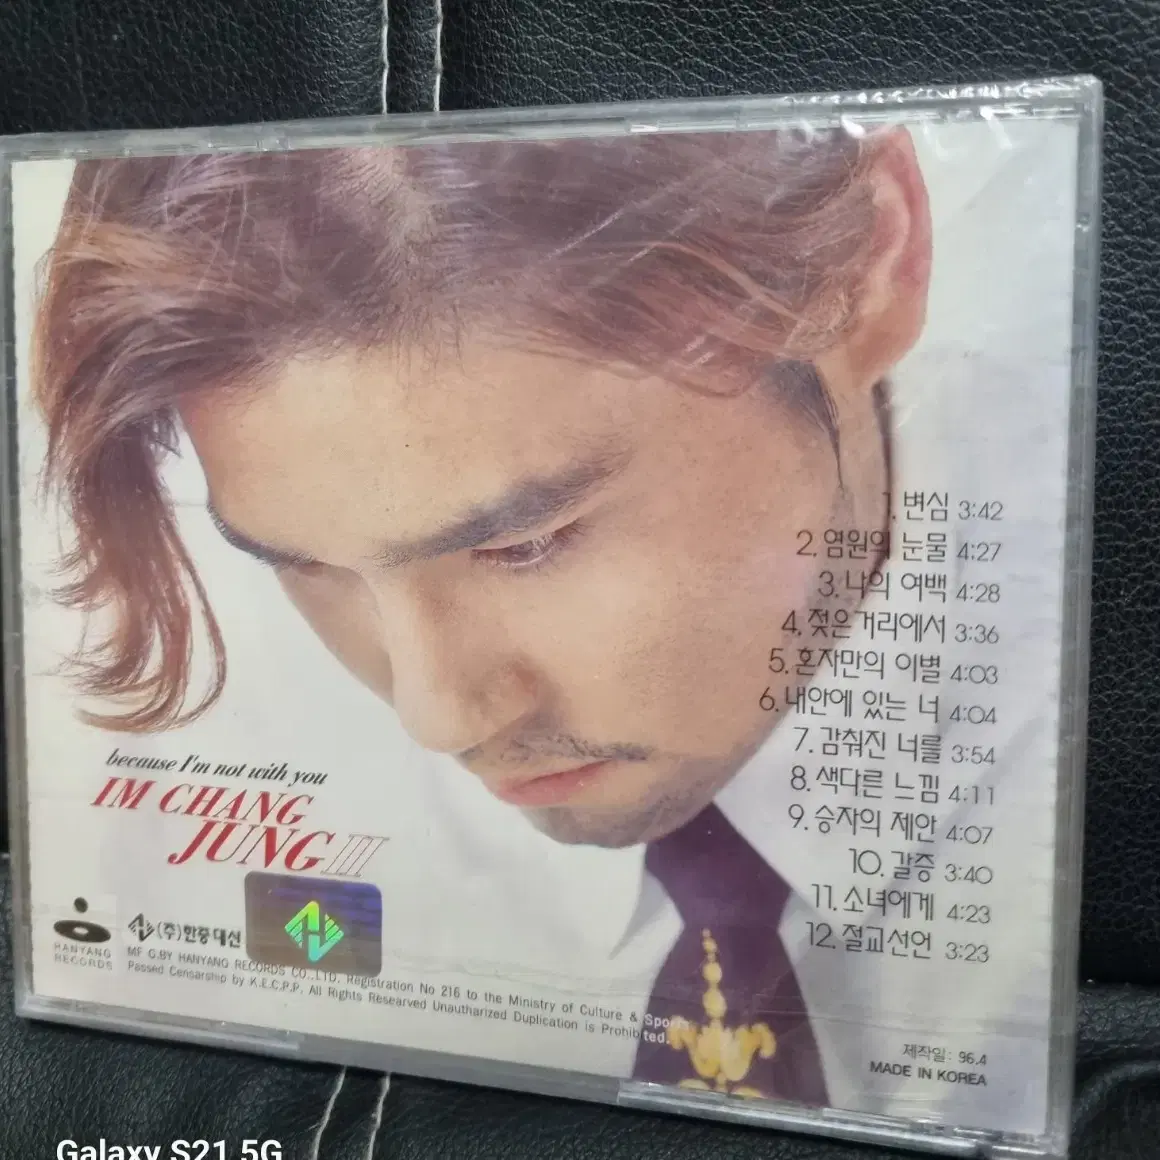 1. 변심 3:42
2. 염원의 눈물 4:27
3. 나의 여백 4:28
4. 젖은 거리에서 3:36
5. 혼자만의 이별 4:03
6. 내안에 있는 너 4:04
7. 감춰진 너를 3:54
8. 색다른 느낌 4:11
9. 승자의 제안 4:07
10. 갈증 3:40
11. 소녀에게 4:23
12. 절교선언 3:23
because I'm not with you
IM CHANG
JUNG III
HANYANG
RECORDS
(주)한중대선
MF G.BY HANYANG RECORDS CO.,LTD. Registration No 216 to the Ministry of Culture & Sports
Passed Censarship by K.E.C.P.P. All Rights Researved Unautharized Duplication is Prohibited.
제작일: 96.4
MADE IN KOREA
Galaxy S21 5G